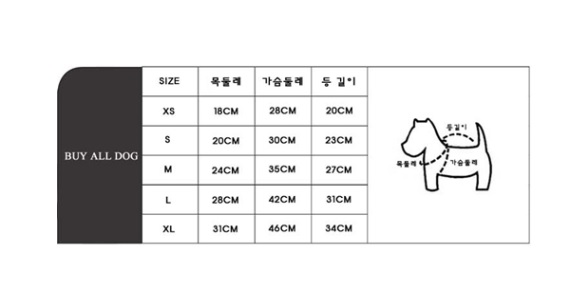 BUY ALL DOG
SIZE 목둘레 가슴둘레 등 길이
XS 18CM 28CM 20CM
S 20CM 30CM 23CM
M 24CM 35CM 27CM
L 28CM 42CM 31CM
XL 31CM 46CM 34CM
등길이
목둘레
가슴둘레